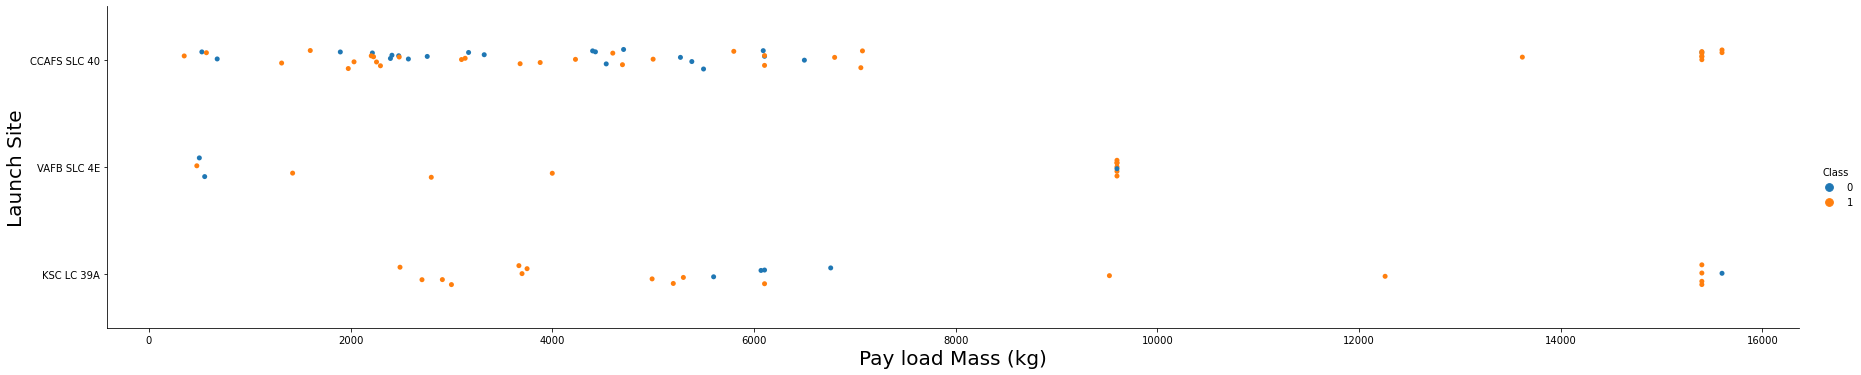 Launch Site
CCAFS SLC 40
VAFB SLC 4E
KSC LC 39A
0 2000 4000 6000 8000 10000 12000 14000 16000
Pay load Mass (kg)
Class
0
1